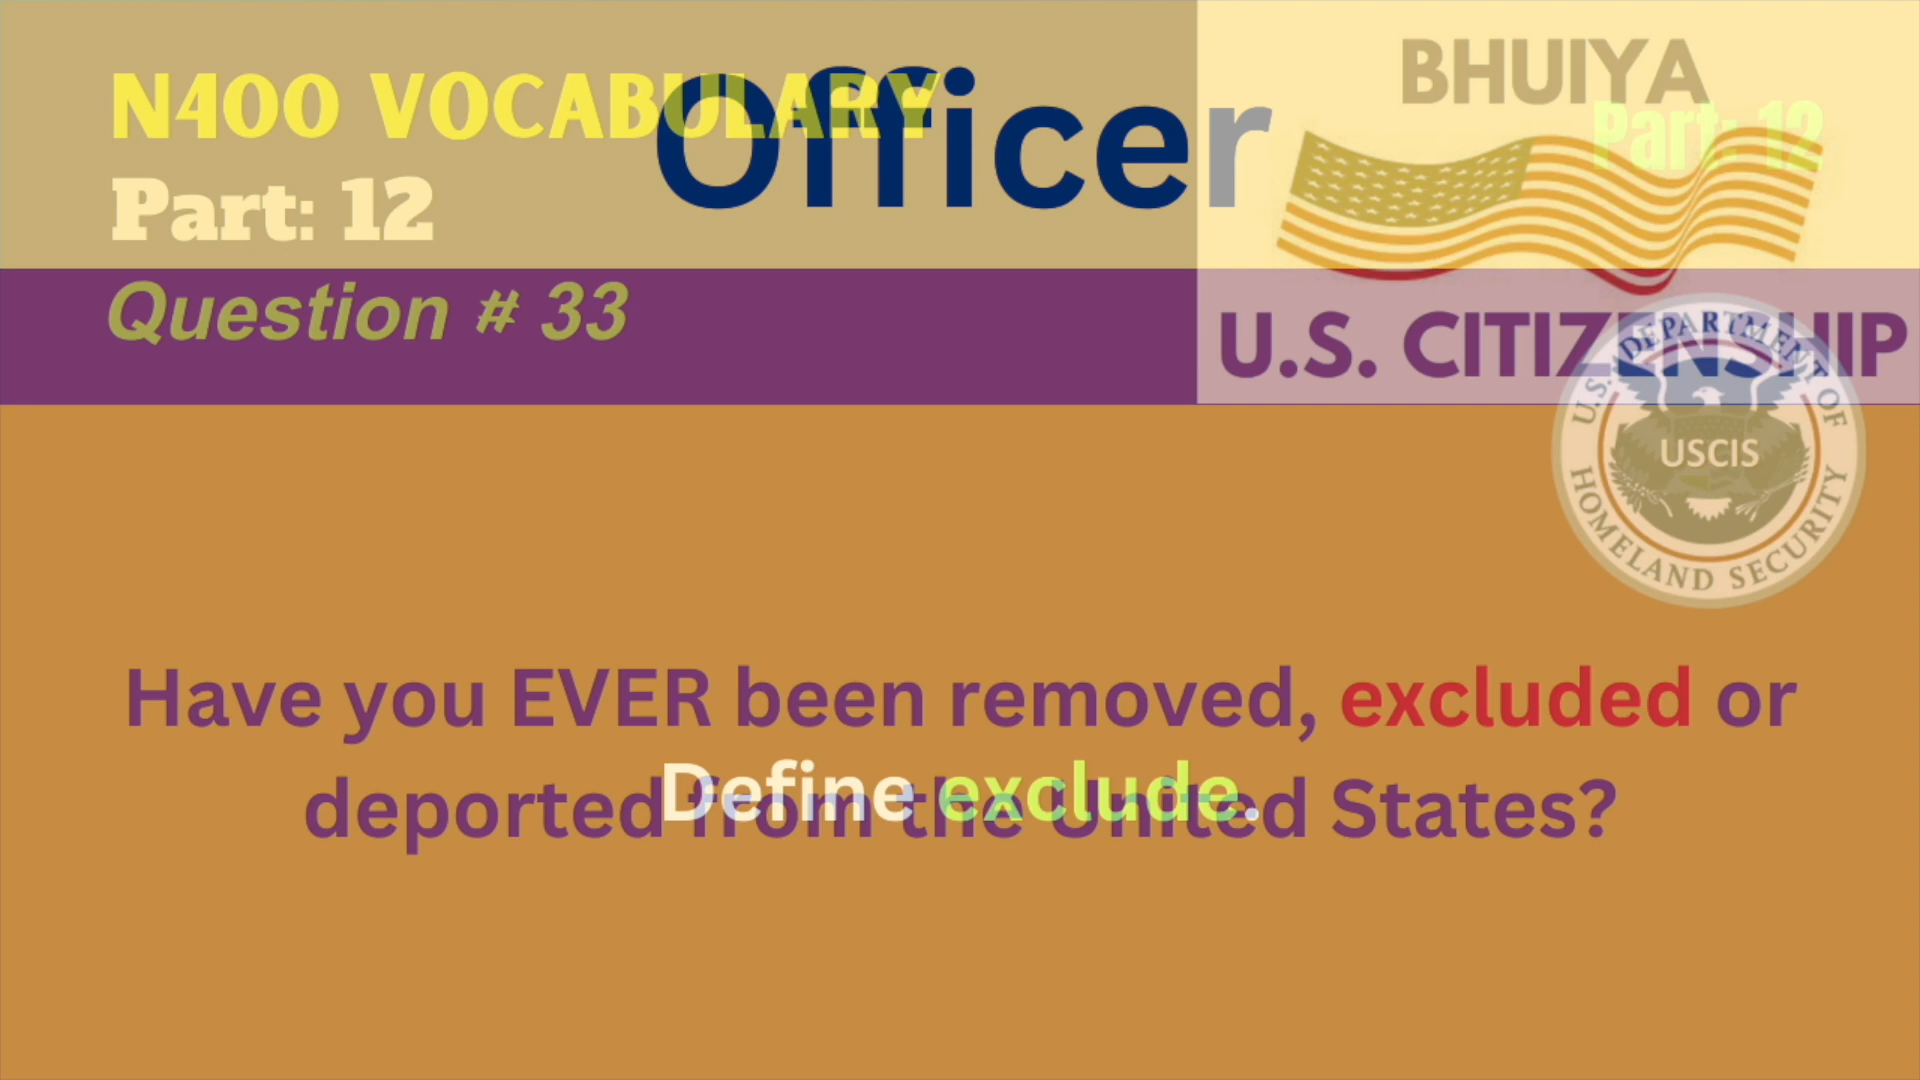 N400 VOCABULARY
Officer
BHUIYA
Part: 12
Part: 12
Question # 33
U.S. CITIZENSHIP
U.S. DEPARTMENT OF HOMELAND SECURITY
USCIS
Have you EVER been removed, excluded or
deported from the United States?
Define exclude.